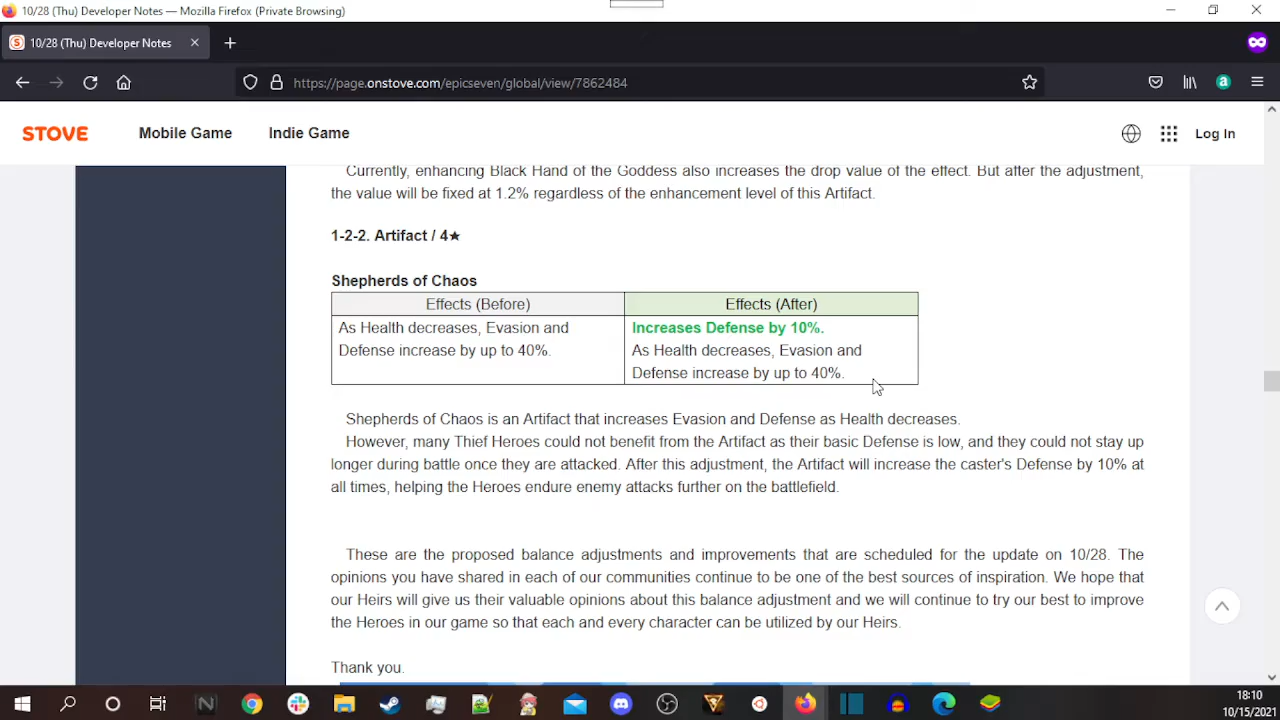 10/28 (Thu) Developer Notes — Mozilla Firefox (Private Browsing)
10/28 (Thu) Developer Notes
https://page.onstove.com/epicseven/global/view/7862484
STOVE
Mobile Game
Indie Game
Log In
Currently, enhancing Black Hand of the Goddess also increases the drop value of the effect. But after the adjustment,
the value will be fixed at 1.2% regardless of the enhancement level of this Artifact.
1-2-2. Artifact / 4★
Shepherds of Chaos
Effects (Before)
Effects (After)
As Health decreases, Evasion and
Defense increase by up to 40%.
Increases Defense by 10%.
As Health decreases, Evasion and
Defense increase by up to 40%.
Shepherds of Chaos is an Artifact that increases Evasion and Defense as Health decreases.
However, many Thief Heroes could not benefit from the Artifact as their basic Defense is low, and they could not stay up
longer during battle once they are attacked. After this adjustment, the Artifact will increase the caster's Defense by 10% at
all times, helping the Heroes endure enemy attacks further on the battlefield.
These are the proposed balance adjustments and improvements that are scheduled for the update on 10/28. The
opinions you have shared in each of our communities continue to be one of the best sources of inspiration. We hope that
our Heirs will give us their valuable opinions about this balance adjustment and we will continue to try our best to improve
the Heroes in our game so that each and every character can be utilized by our Heirs.
Thank you.
18:10
10/15/2021